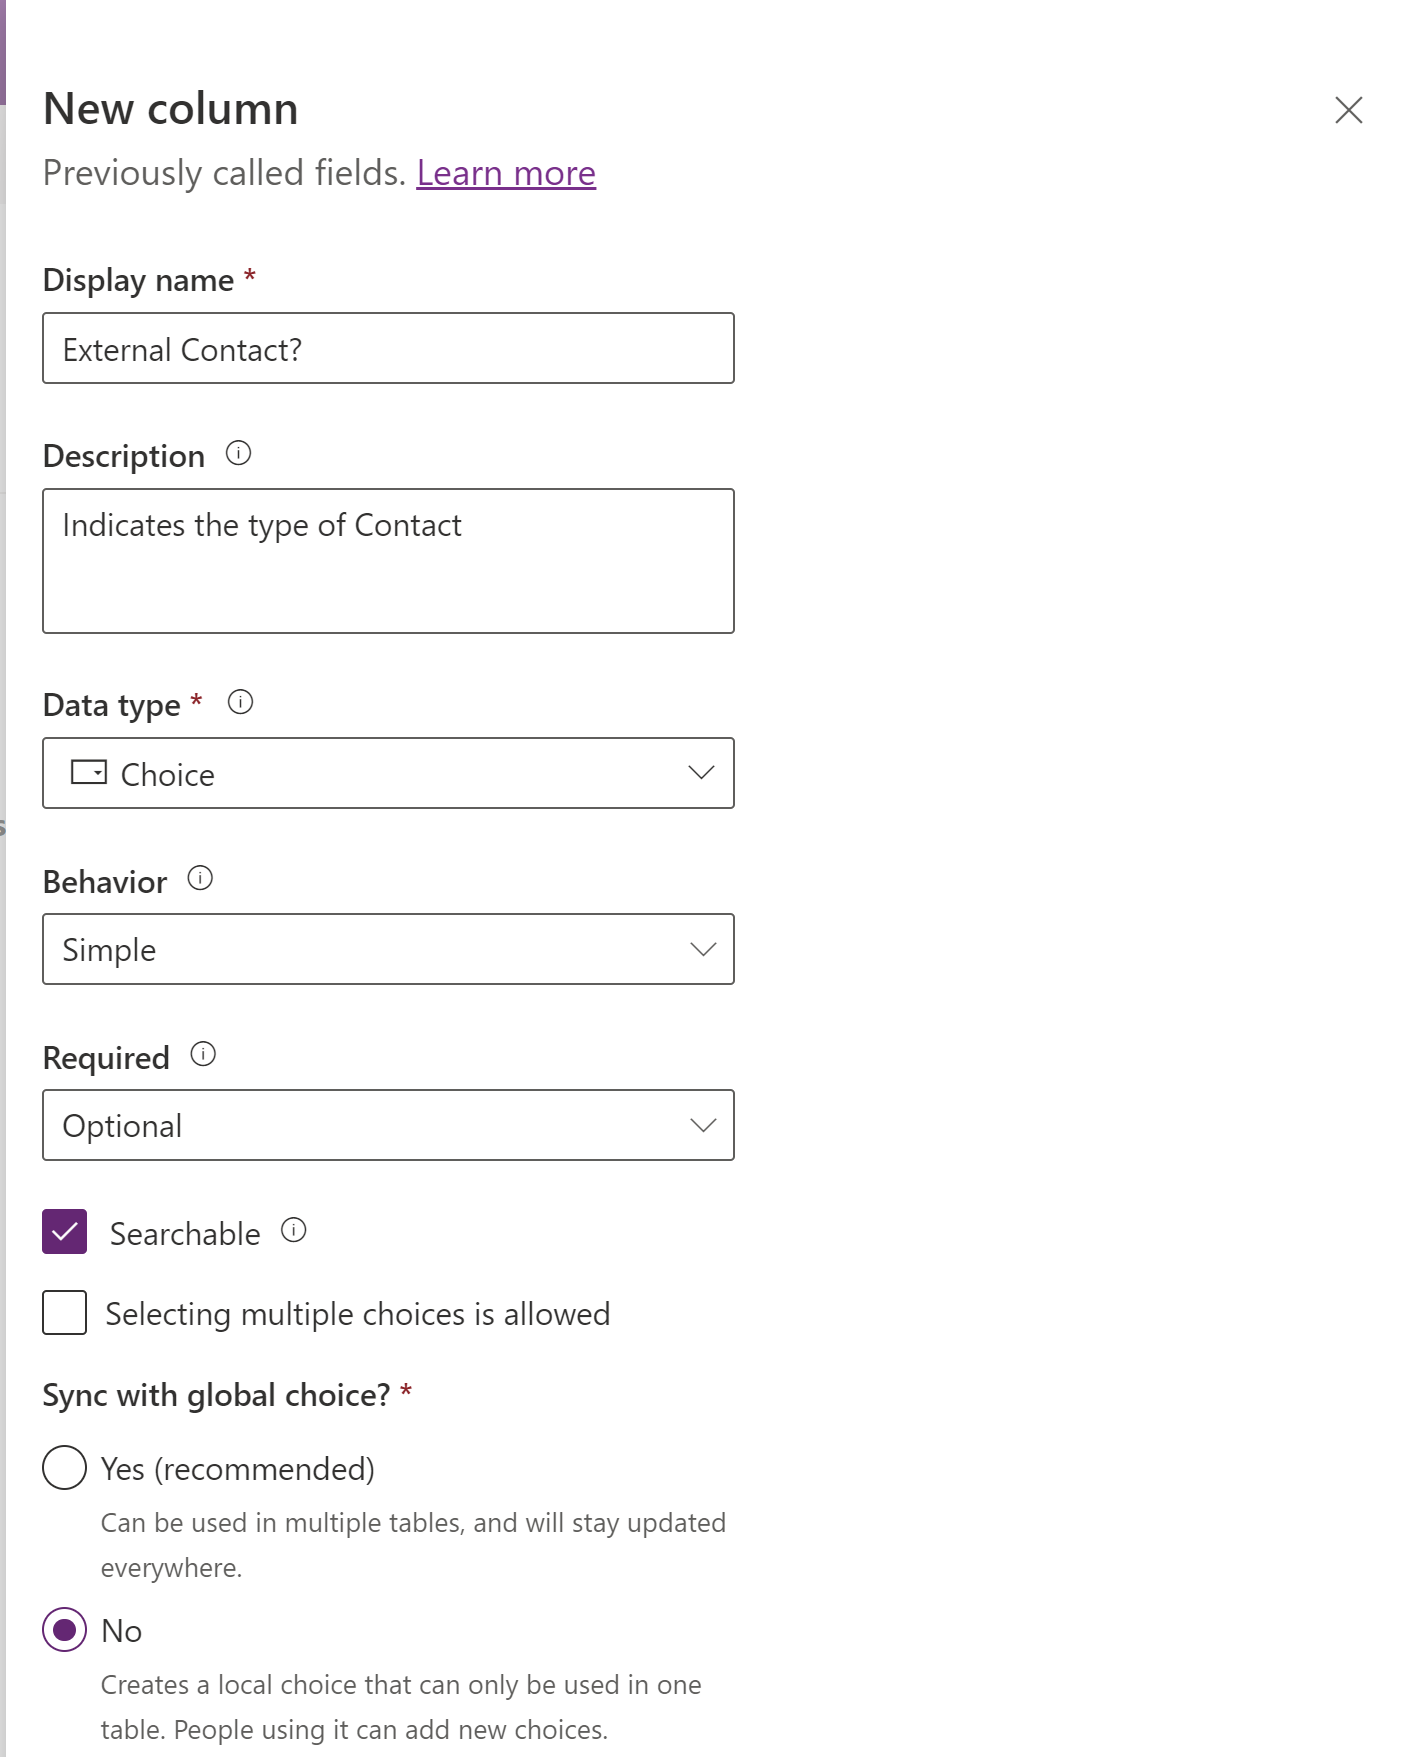 New column
Previously called fields. Learn more
Display name *
External Contact?
Description
Indicates the type of Contact
Data type *
Choice
Behavior
Simple
Required
Optional
Searchable
Selecting multiple choices is allowed
Sync with global choice? *
Yes (recommended)
Can be used in multiple tables, and will stay updated
everywhere.
No
Creates a local choice that can only be used in one
table. People using it can add new choices.